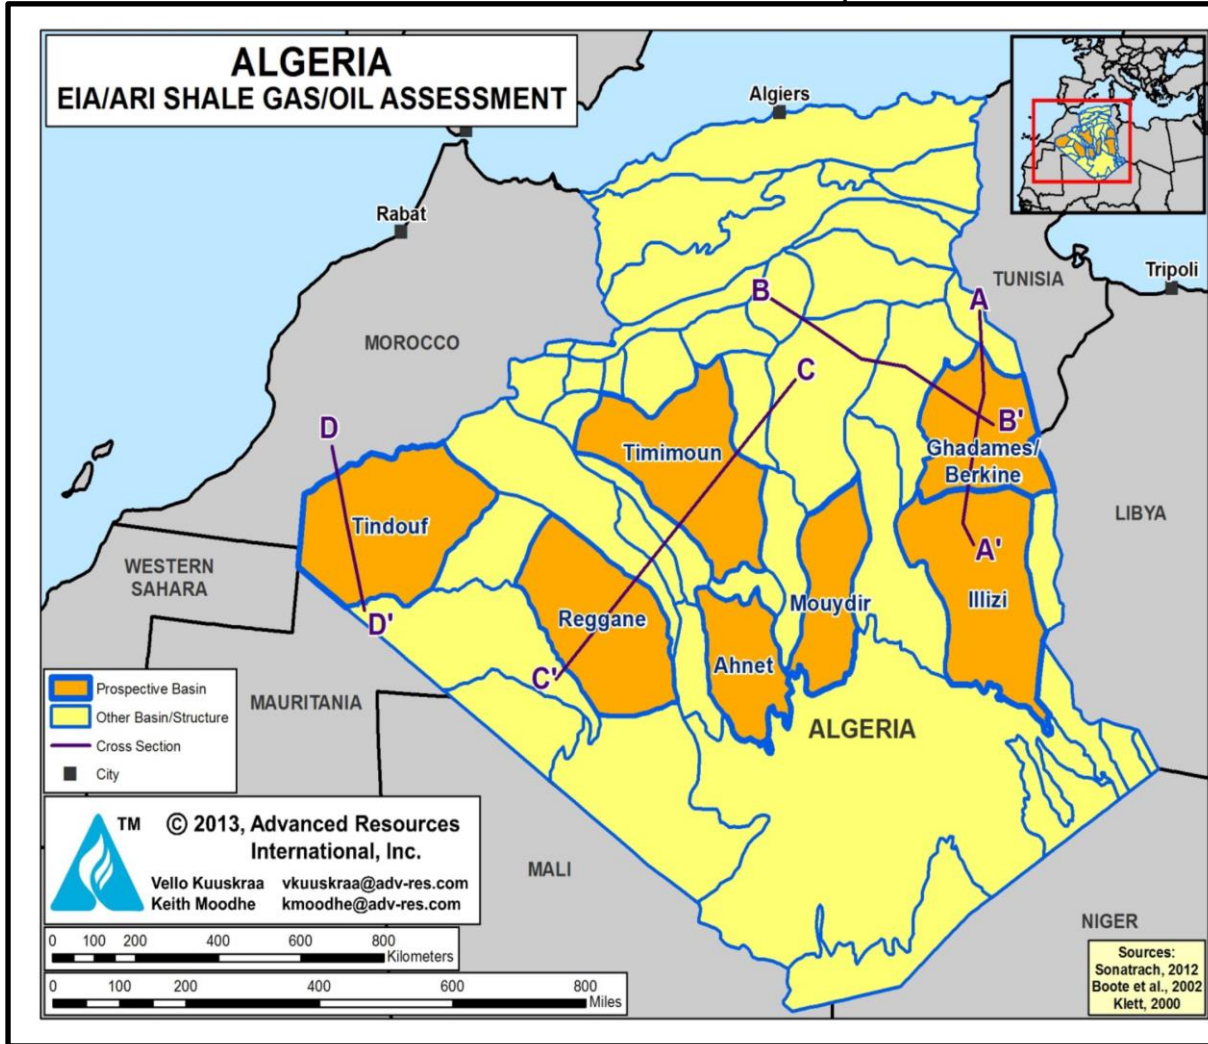 ALGERIA
EIA/ARI SHALE GAS/OIL ASSESSMENT
Algiers
Rabat
Tripoli
TUNISIA
B
A
MOROCCO
C
B'
D
Timimoun
Ghadames/
Berkine
Tindouf
LIBYA
A'
WESTERN
SAHARA
Mouydir
Illizi
D'
Reggane
Ahnet
C'
Prospective Basin
Other Basin/Structure
Cross Section
City
MAURITANIA
ALGERIA
TM
© 2013, Advanced Resources
International, Inc.
Vello Kuuskraa vkuuskraa@adv-res.com
Keith Moodhe kmoodhe@adv-res.com
MALI
NIGER
0 100 200 400 600 800
Kilometers
0 100 200 400 600 800
Miles
Sources:
Sonatrach, 2012
Boote et al., 2002
Klett, 2000